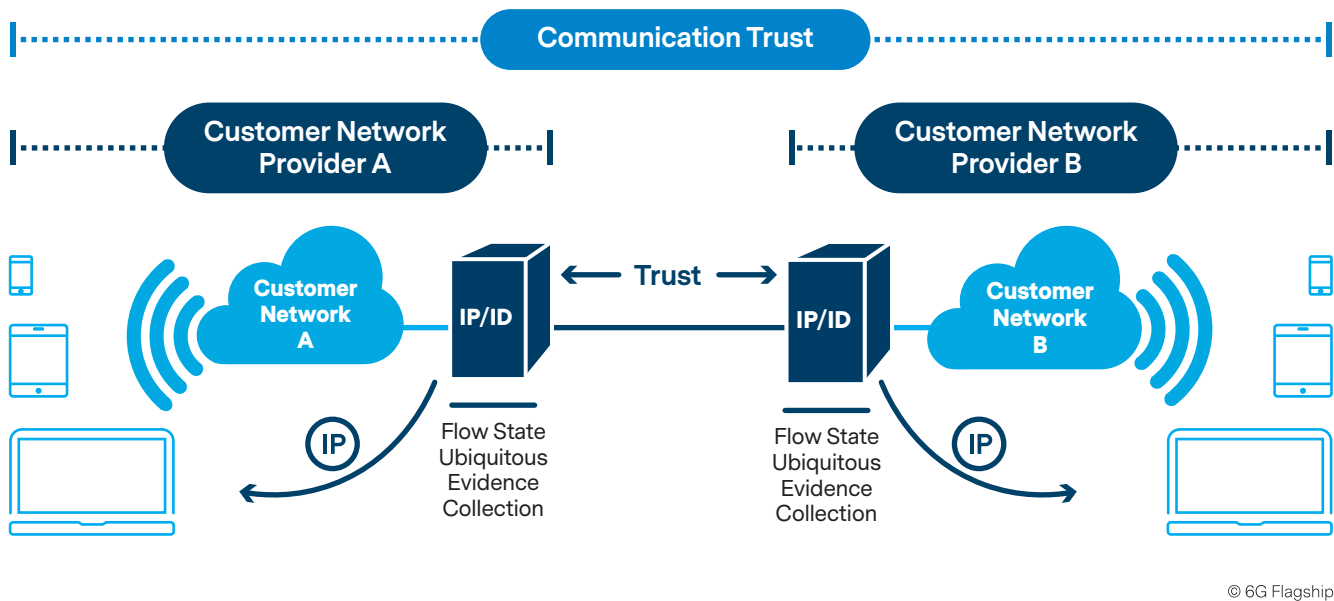 Communication Trust
Customer Network
Provider A
Customer Network
Provider B
Customer
Network
A
IP/ID
Trust
IP/ID
Customer
Network
B
IP
Flow State
Ubiquitous
Evidence
Collection
Flow State
Ubiquitous
Evidence
Collection
IP
© 6G Flagship